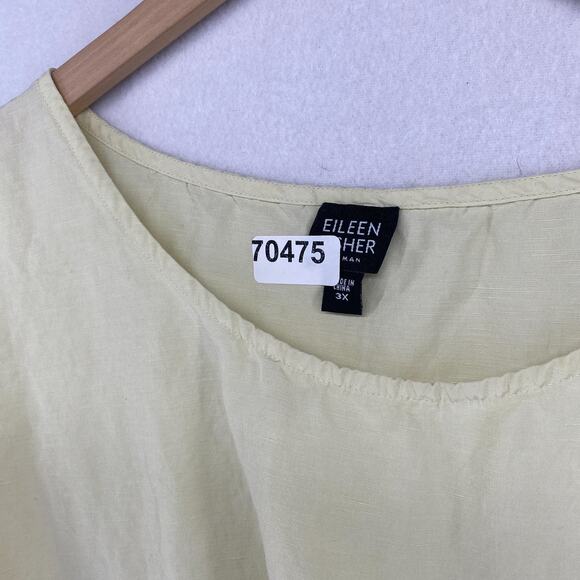 EILEEN
SHER
MAN
70475
DE IN
CHINA
3X